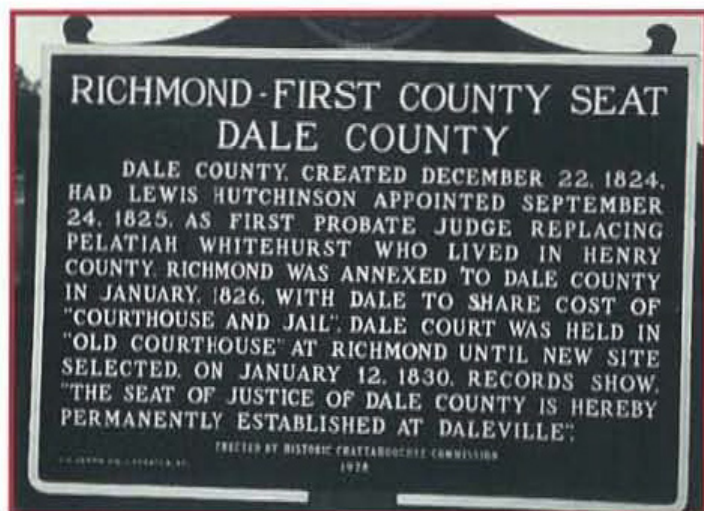 RICHMOND - FIRST COUNTY SEAT
DALE COUNTY
DALE COUNTY, CREATED DECEMBER 22, 1824,
HAD LEWIS HUTCHINSON APPOINTED SEPTEMBER
24, 1825, AS FIRST PROBATE JUDGE REPLACING
PELATIAH WHITEHURST WHO LIVED IN HENRY
COUNTY. RICHMOND WAS ANNEXED TO DALE COUNTY
IN JANUARY, 1826, WITH DALE TO SHARE COST OF
"COURTHOUSE AND JAIL". DALE COURT WAS HELD IN
"OLD COURTHOUSE" AT RICHMOND UNTIL NEW SITE
SELECTED. ON JANUARY 12, 1830, RECORDS SHOW,
"THE SEAT OF JUSTICE OF DALE COUNTY IS HEREBY
PERMANENTLY ESTABLISHED AT DALEVILLE".
ERECTED BY HISTORIC CHATTAHOOCHEE COMMISSION
1978